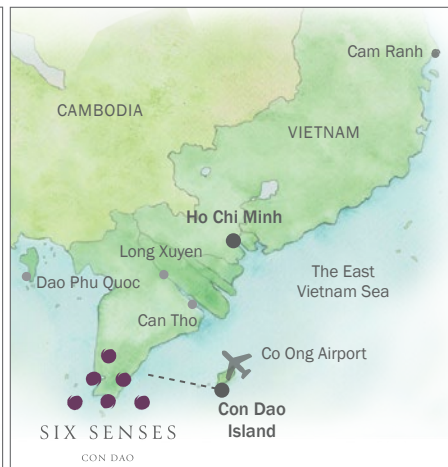 Cam Ranh
CAMBODIA
VIETNAM
Ho Chi Minh
Long Xuyen
The East
Vietnam Sea
Dao Phu Quoc
Can Tho
Co Ong Airport
Con Dao
Island
SIX SENSES
CON DAO